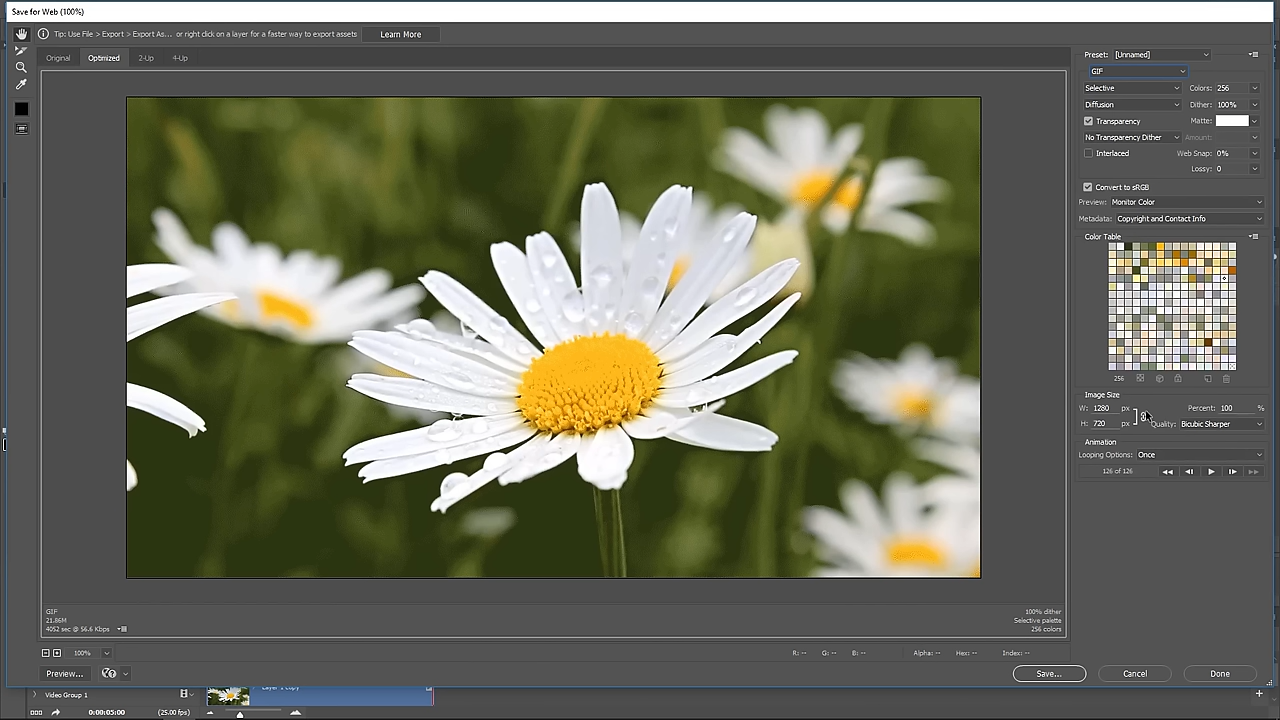 Save for Web (100%)
Tip: Use File > Export > Export As... or right click on a layer for a faster way to export assets
Learn More
Original
Optimized
2-Up
4-Up
Preset: [Unnamed]
GIF
Selective
Colors: 256
Diffusion
Dither: 100%
Transparency
Matte:
No Transparency Dither
Amount:
Interlaced
Web Snap: 0%
Lossy: 0
Convert to sRGB
Preview: Monitor Color
Metadata: Copyright and Contact Info
Color Table
256
Image Size
W: 1280 px
Percent: 100 %
H: 720 px
Quality: Bicubic Sharper
Animation
Looping Options: Once
126 of 126
GIF
21.86M
4052 sec @ 56.6 Kbps
100% dither
Selective palette
256 colors
100%
R: --
G: --
B: --
Alpha: --
Hex: --
Index: --
Preview...
Save...
Cancel
Done
Video Group 1
Layer 1 copy
0:00:05:00
(25.00 fps)